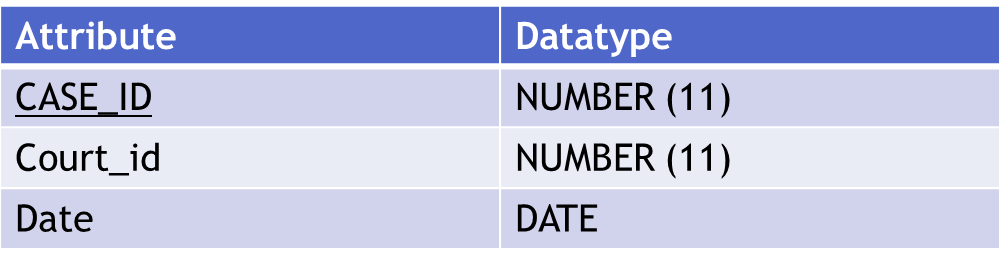 Attribute Datatype
CASE_ID NUMBER (11)
Court_id NUMBER (11)
Date DATE